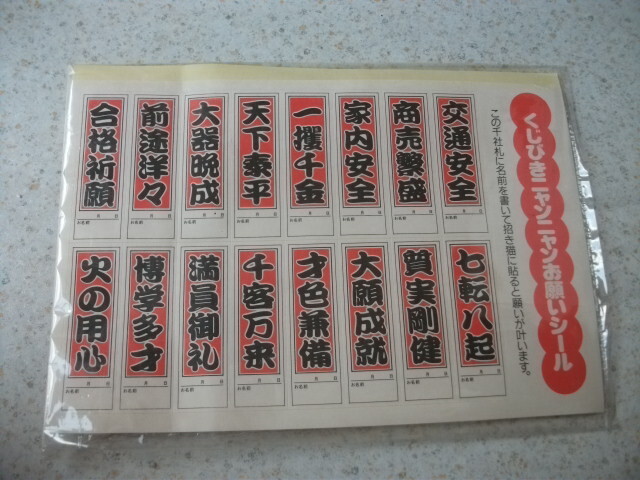 くじびきニャンニャンお願いシール
この千社札に名前を書いて招き猫に貼ると願いが叶います。
交通安全
商売繁盛
家内安全
一攫千金
天下泰平
大器晩成
前途洋々
合格祈願
七転八起
質実剛健
大願成就
才色兼備
千客万来
満員御礼
博学多才
火の用心